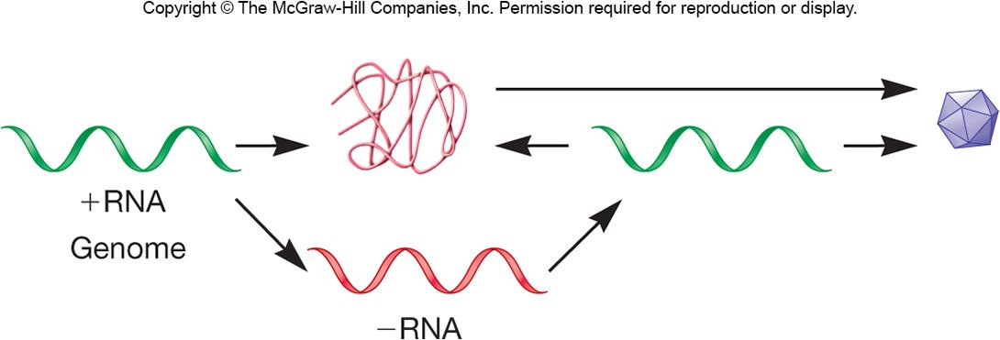 Copyright © The McGraw-Hill Companies, Inc. Permission required for reproduction or display.
+RNA
Genome
−RNA